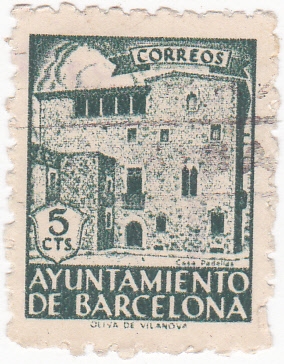 CORREOS
5
CTS.
Casa Padellás
AYUNTAMIENTO
DE BARCELONA
OLIVA DE VILANOVA